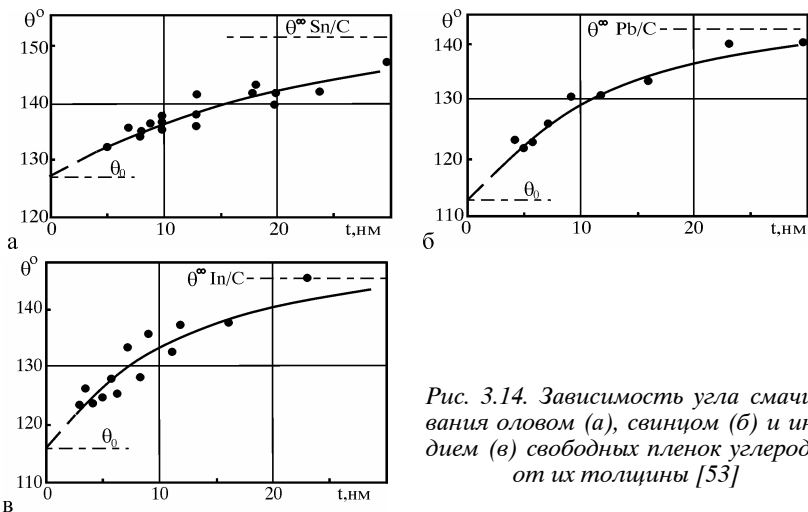 θ°
150
140
130
120
θ∞ Sn/C
θ₀
0
10
20
t,нм
а
θ°
140
130
120
110
θ∞ Pb/C
θ₀
0
10
20
t,нм
б
θ°
140
130
120
110
θ∞ In/C
θ₀
0
10
20
t,нм
в
Рис. 3.14. Зависимость угла смачи
вания оловом (а), свинцом (б) и ин
дием (в) свободных пленок углерод
от их толщины [53]